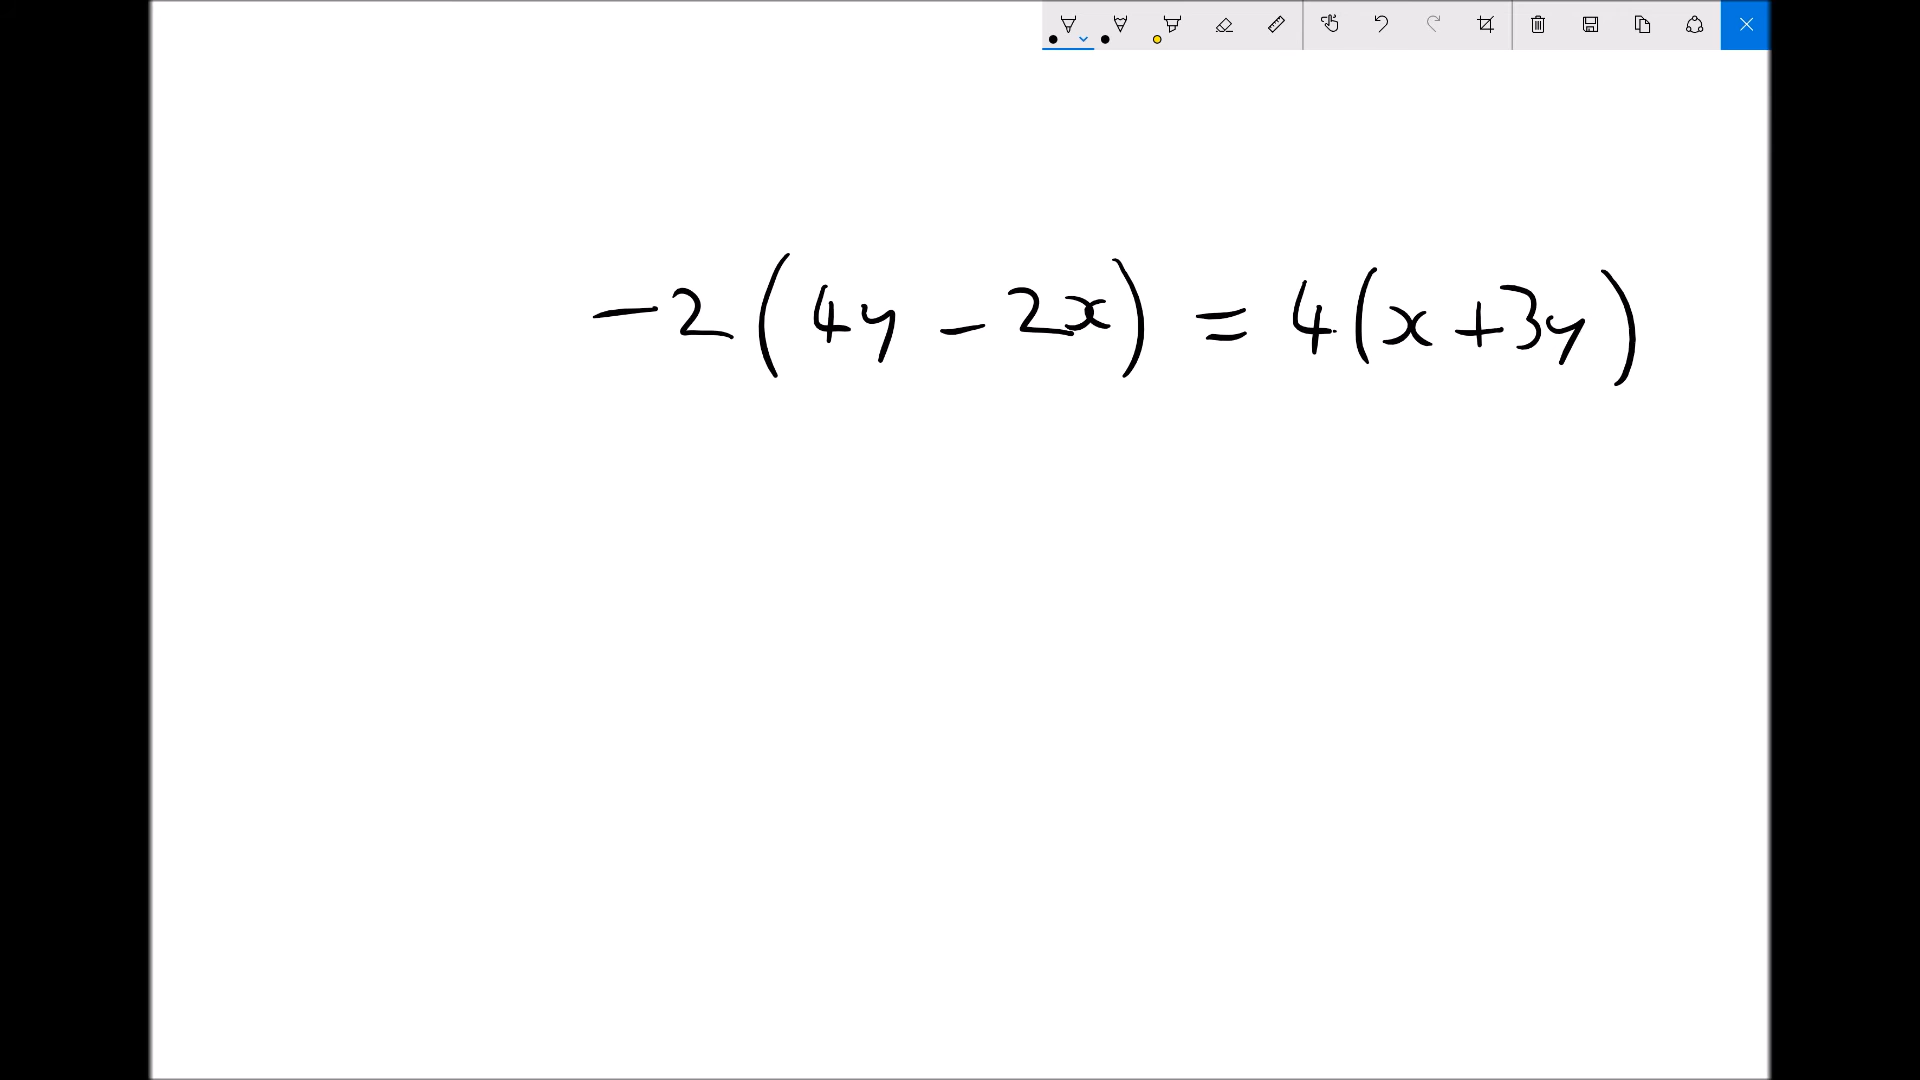 -2(4y - 2x) = 4(x + 3y)